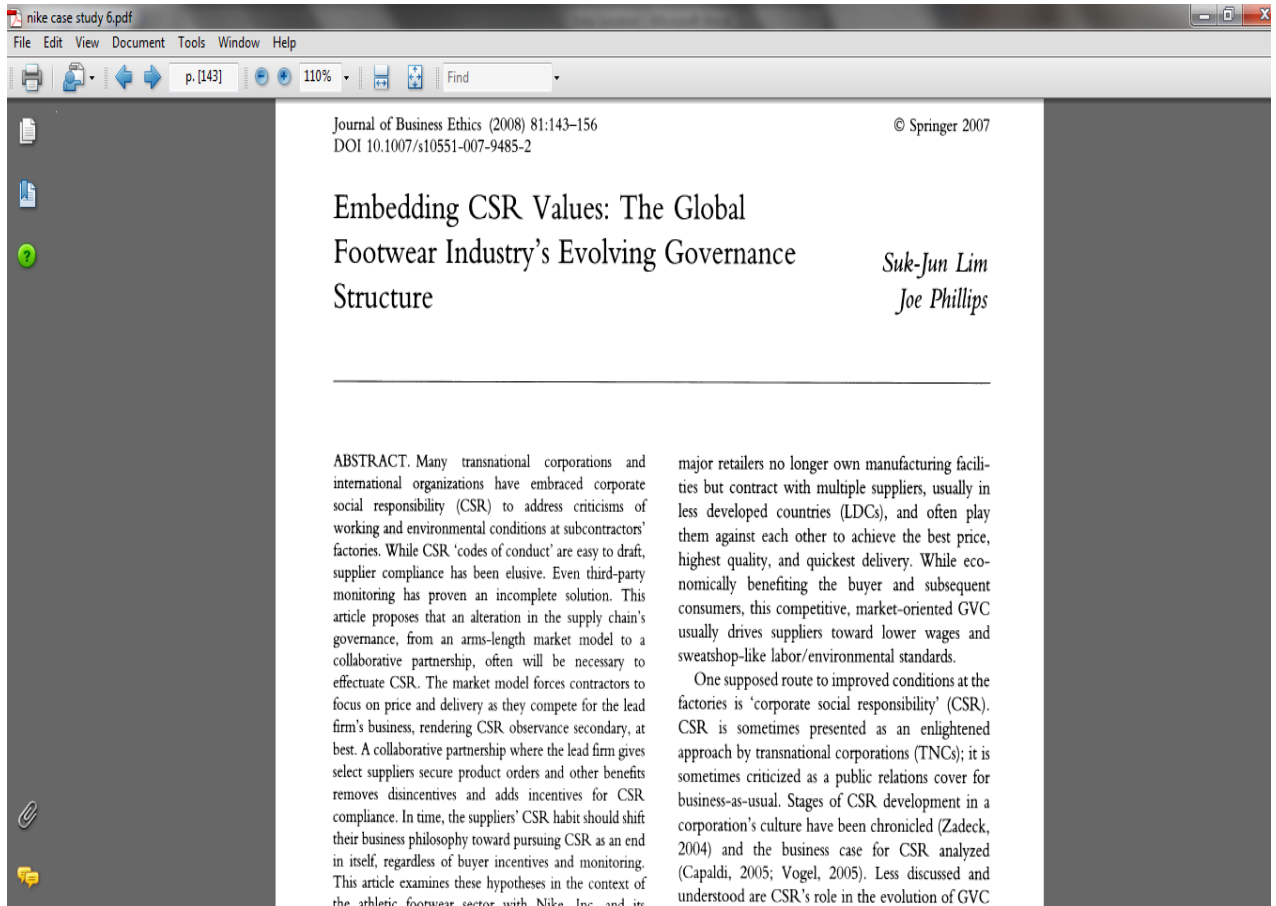 nike case study 6.pdf
File Edit View Document Tools Window Help
p. [143] 110% Find
Journal of Business Ethics (2008) 81:143–156 © Springer 2007
DOI 10.1007/s10551-007-9485-2
Embedding CSR Values: The Global
Footwear Industry's Evolving Governance
Structure
Suk-Jun Lim
Joe Phillips
ABSTRACT. Many transnational corporations and
international organizations have embraced corporate
social responsibility (CSR) to address criticisms of
working and environmental conditions at subcontractors'
factories. While CSR 'codes of conduct' are easy to draft,
supplier compliance has been elusive. Even third-party
monitoring has proven an incomplete solution. This
article proposes that an alteration in the supply chain's
governance, from an arms-length market model to a
collaborative partnership, often will be necessary to
effectuate CSR. The market model forces contractors to
focus on price and delivery as they compete for the lead
firm's business, rendering CSR observance secondary, at
best. A collaborative partnership where the lead firm gives
select suppliers secure product orders and other benefits
removes disincentives and adds incentives for CSR
compliance. In time, the suppliers' CSR habit should shift
their business philosophy toward pursuing CSR as an end
in itself, regardless of buyer incentives and monitoring.
This article examines these hypotheses in the context of
the athletic footwear sector with Nike, Inc. and its
major retailers no longer own manufacturing facili-
ties but contract with multiple suppliers, usually in
less developed countries (LDCs), and often play
them against each other to achieve the best price,
highest quality, and quickest delivery. While eco-
nomically benefiting the buyer and subsequent
consumers, this competitive, market-oriented GVC
usually drives suppliers toward lower wages and
sweatshop-like labor/environmental standards.
One supposed route to improved conditions at the
factories is 'corporate social responsibility' (CSR).
CSR is sometimes presented as an enlightened
approach by transnational corporations (TNCs); it is
sometimes criticized as a public relations cover for
business-as-usual. Stages of CSR development in a
corporation's culture have been chronicled (Zadeck,
2004) and the business case for CSR analyzed
(Capaldi, 2005; Vogel, 2005). Less discussed and
understood are CSR's role in the evolution of GVC